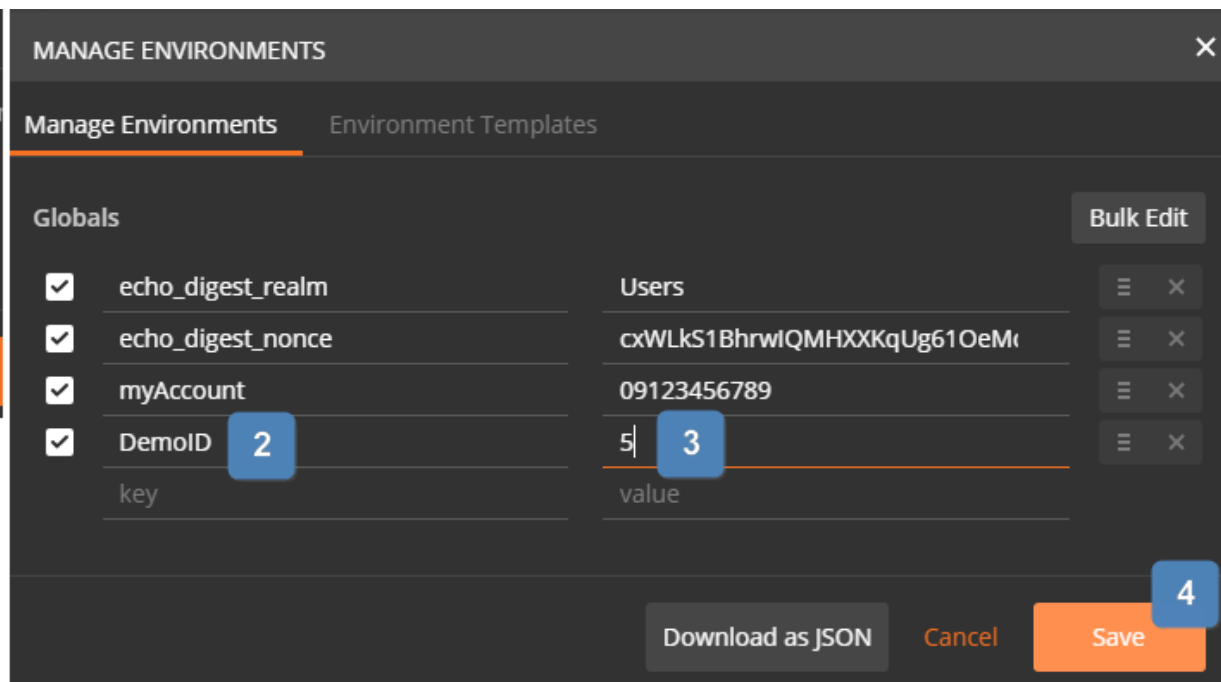 MANAGE ENVIRONMENTS
Manage Environments Environment Templates
Globals Bulk Edit
echo_digest_realm Users
echo_digest_nonce
myAccount 09123456789
DemoID 2 5 3
key value
4
Download as JSON Cancel Save